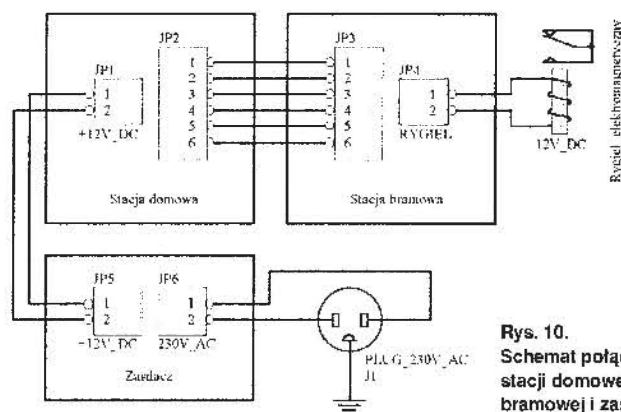 JP1
1
2
+12V_DC
JP2
1
2
3
4
5
6
Stacja domowa
JP3
1
2
3
4
5
6
JP4
1
2
RYGIEL
Stacja bramowa
12V_DC
Rygiel elektromagnetyczny
JP5
1
2
+12V_DC
JP6
1
2
230V_AC
Zasilacz
PLUG_230V_AC
J1
Rys. 10.
Schemat połą
stacji domowe
bramowej i zas